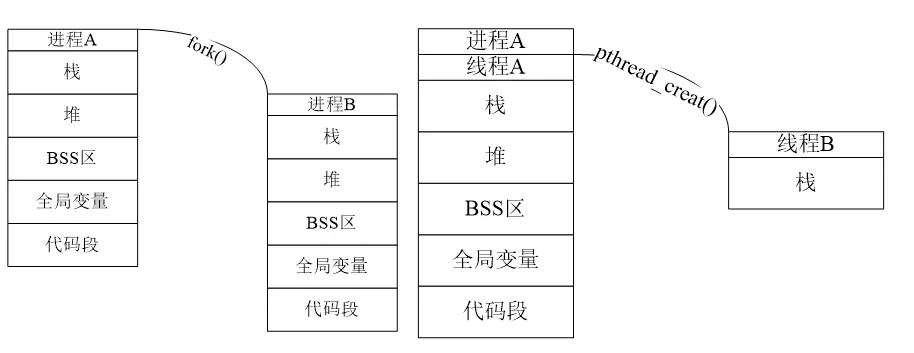 进程A
栈
堆
BSS区
全局变量
代码段
fork()
进程B
栈
堆
BSS区
全局变量
代码段
进程A
线程A
栈
堆
BSS区
全局变量
代码段
pthread_creat()
线程B
栈